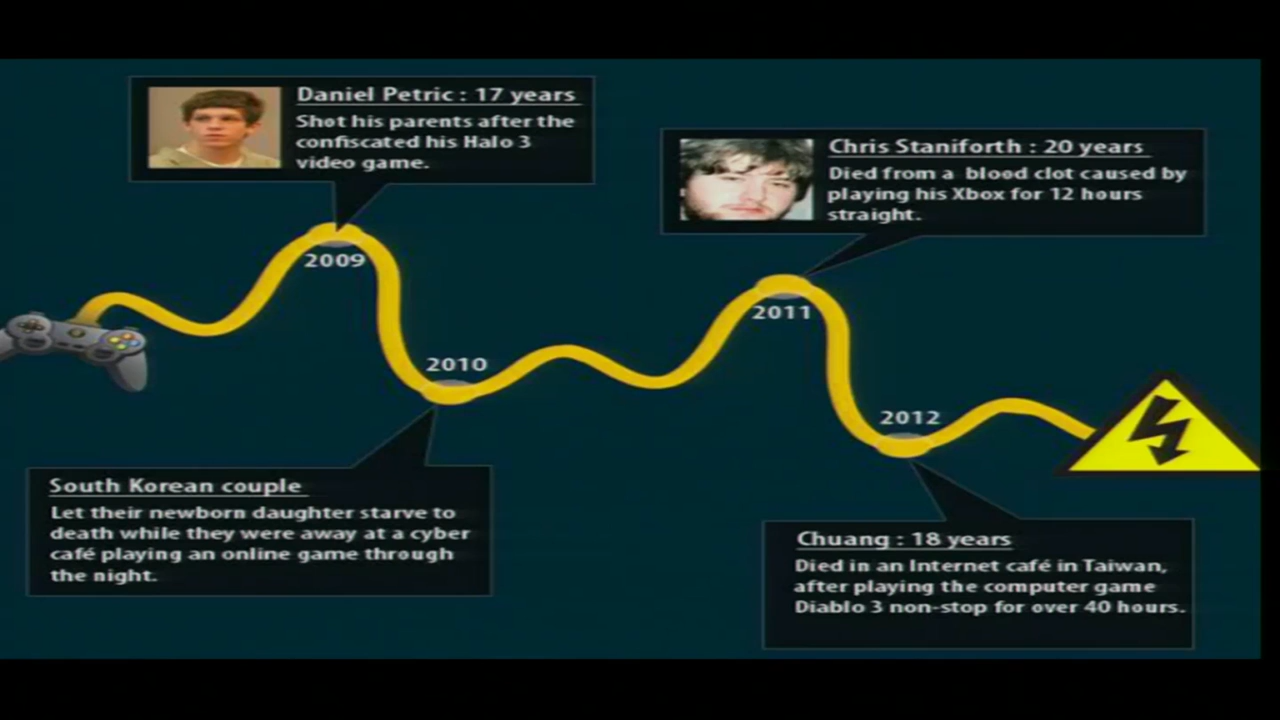 Daniel Petric : 17 years
Shot his parents after the
confiscated his Halo 3
video game.
Chris Staniforth : 20 years
Died from a blood clot caused by
playing his Xbox for 12 hours
straight.
2009
2011
2010
2012
South Korean couple
Let their newborn daughter starve to
death while they were away at a cyber
café playing an online game through
the night.
Chuang : 18 years
Died in an Internet café in Taiwan,
after playing the computer game
Diablo 3 non-stop for over 40 hours.